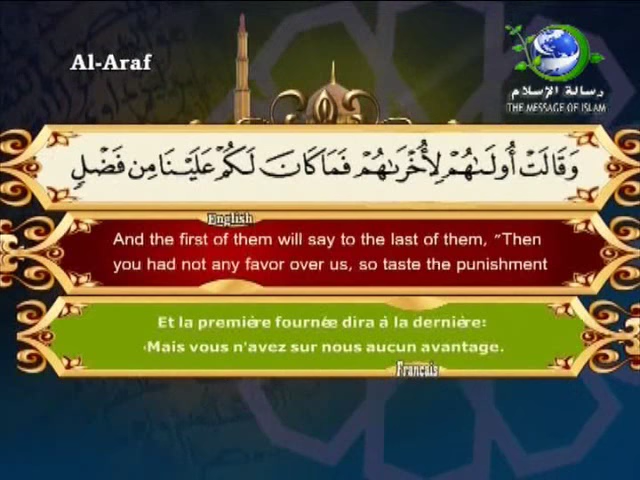 Al-Araf
رسالة الإسلام
THE MESSAGE OF ISLAM
وَقَالَتْ أُولَىٰهُمْ لِأُخْرَىٰهُمْ فَمَا كَانَ لَكُمْ عَلَيْنَا مِن فَضْلٍ
English
And the first of them will say to the last of them, "Then
you had not any favor over us, so taste the punishment
Et la première fournée dira à la dernière:
·Mais vous n'avez sur nous aucun avantage.
Français